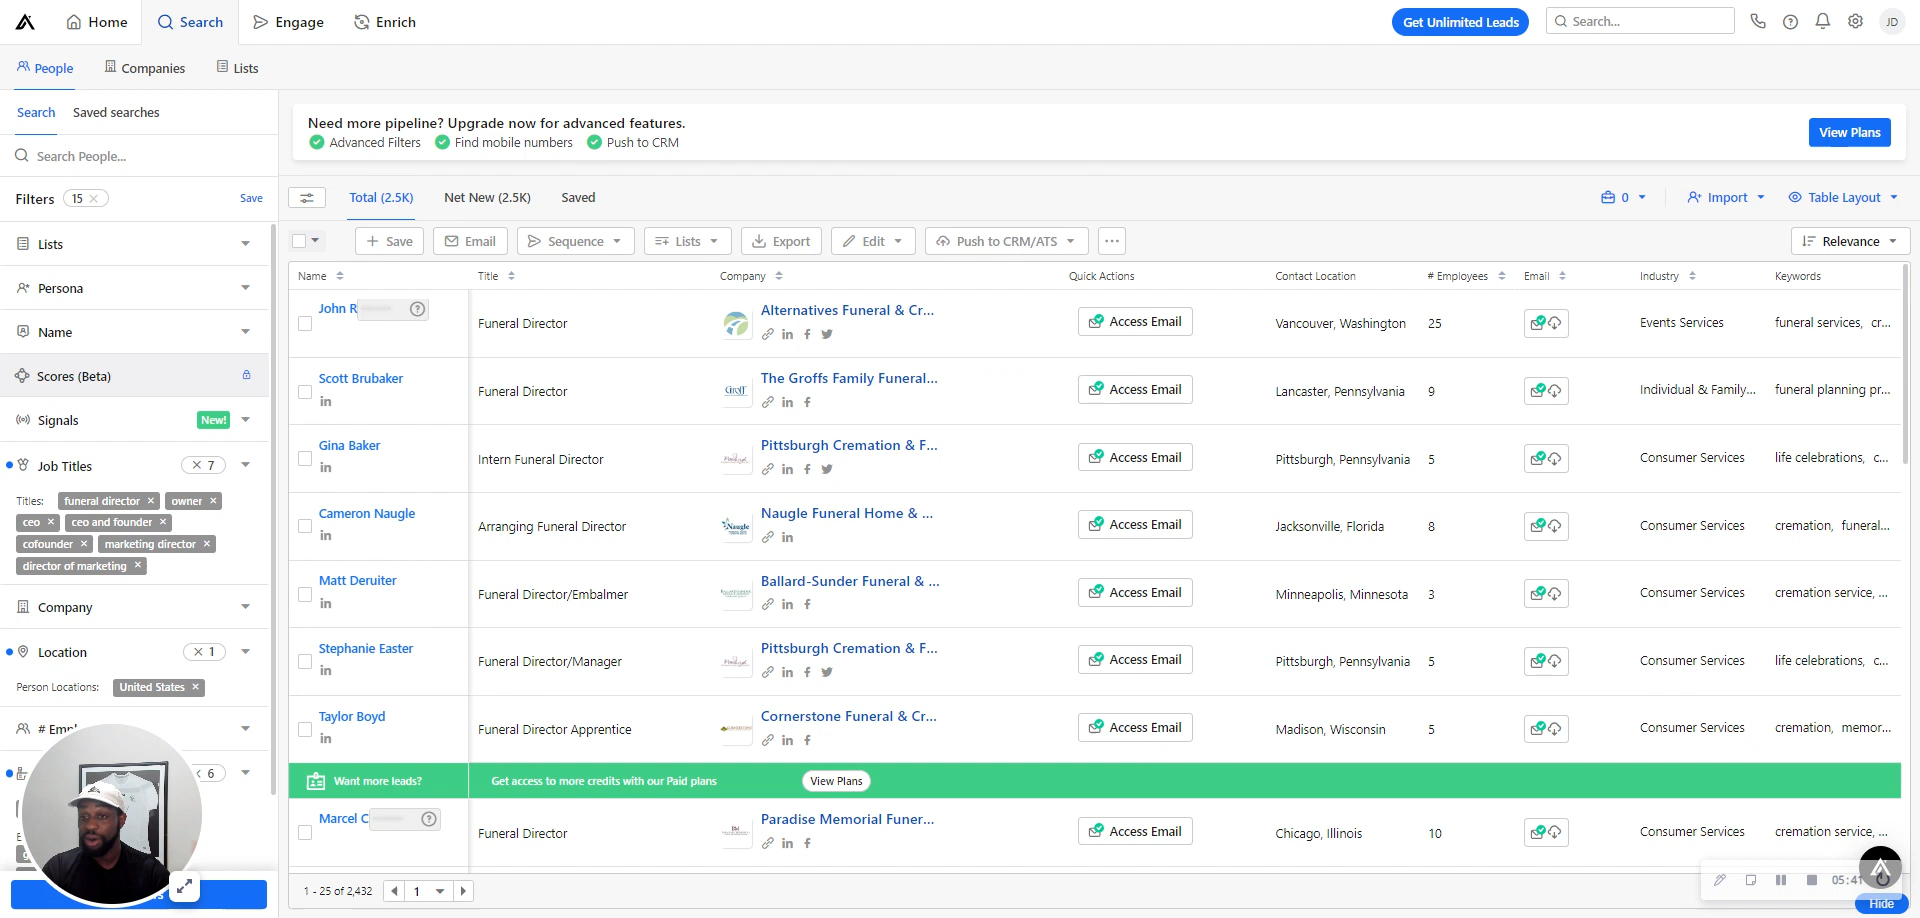 Home Search Engage Enrich Get Unlimited Leads Search... JD
People Companies Lists
Search Saved searches
Search People...
Filters 15 × Save
Lists
Persona
Name
Scores (Beta)
Signals New!
Job Titles × 7
Titles: funeral director × owner ×
ceo × ceo and founder ×
cofounder × marketing director ×
director of marketing ×
Company
Location × 1
Person Locations: United States ×
6
Need more pipeline? Upgrade now for advanced features.
Advanced Filters Find mobile numbers Push to CRM
View Plans
Total (2.5K) Net New (2.5K) Saved 0 Import Table Layout
+ Save Email Sequence Lists Export Edit Push to CRM/ATS ... Relevance
Name Title Company Quick Actions Contact Location # Employees Email Industry Keywords
John R Funeral Director Alternatives Funeral & Cr... Access Email Vancouver, Washington 25 Events Services funeral services, cr...
Scott Brubaker Funeral Director Groff The Groffs Family Funeral... Access Email Lancaster, Pennsylvania 9 Individual & Family... funeral planning pr...
Gina Baker Intern Funeral Director Pittsburgh Cremation & F... Access Email Pittsburgh, Pennsylvania 5 Consumer Services life celebrations, c...
Cameron Naugle Arranging Funeral Director Naugle Naugle Funeral Home & ... Access Email Jacksonville, Florida 8 Consumer Services cremation, funeral...
Matt Deruiter Funeral Director/Embalmer Ballard-Sunder Funeral & ... Access Email Minneapolis, Minnesota 3 Consumer Services cremation service, ...
Stephanie Easter Funeral Director/Manager Pittsburgh Cremation & F... Access Email Pittsburgh, Pennsylvania 5 Consumer Services life celebrations, c...
Taylor Boyd Funeral Director Apprentice Cornerstone Funeral & Cr... Access Email Madison, Wisconsin 5 Consumer Services cremation, memor...
Want more leads? Get access to more credits with our Paid plans View Plans
Marcel C Funeral Director Paradise Memorial Funer... Access Email Chicago, Illinois 10 Consumer Services cremation service, ...
1 - 25 of 2,432 1
05:41
Hide